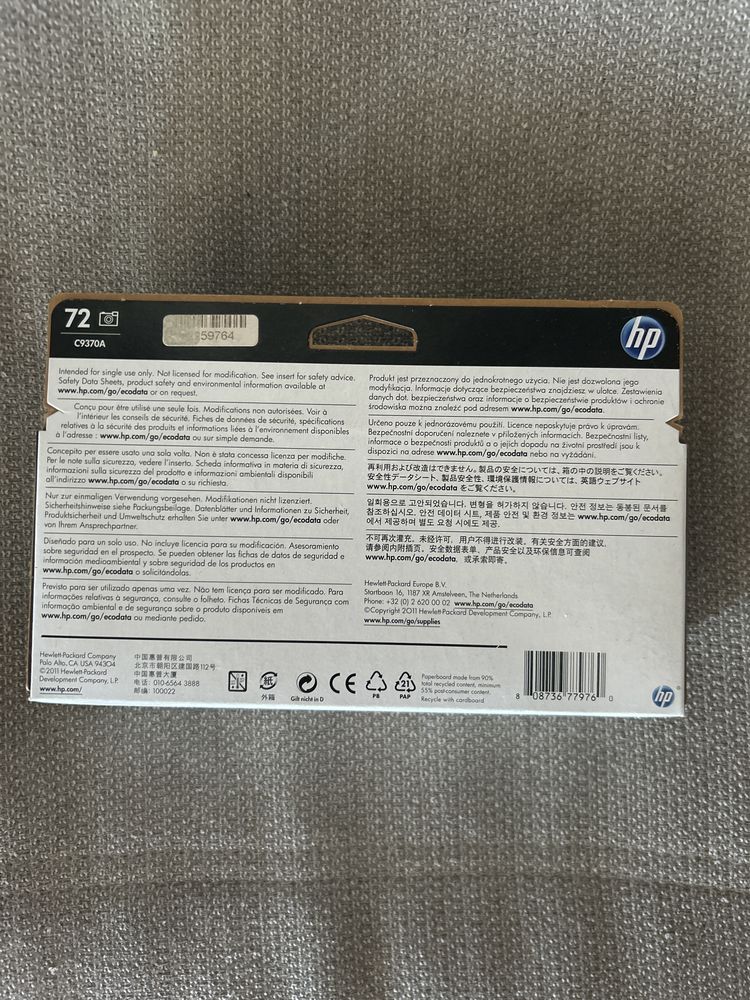 72
C9370A
59764
hp
Intended for single use only. Not licensed for modification. See insert for safety advice.
Safety Data Sheets, product safety and environmental information available at
www.hp.com/go/ecodata or on request.
Conçu pour être utilisé une seule fois. Modifications non autorisées. Voir à
l'intérieur les conseils de sécurité. Fiches de données de sécurité, spécifications
relatives à la sécurité des produits et informations liées à l'environnement disponibles
à l'adresse : www.hp.com/go/ecodata ou sur simple demande.
Concepito per essere usato una sola volta. Non è stata concessa licenza per modifiche.
Per le note sulla sicurezza, vedere l'inserto. Scheda informativa in materia di sicurezza,
informazioni sulla sicurezza del prodotto e informazioni ambientali disponibili
all'indirizzo www.hp.com/go/ecodata o su richiesta.
Nur zur einmaligen Verwendung vorgesehen. Modifikationen nicht lizenziert.
Sicherheitshinweise siehe Packungsbeilage. Datenblätter und Informationen zu Sicherheit,
Produktsicherheit und Umweltschutz erhalten Sie unter www.hp.com/go/ecodata oder
von Ihrem Ansprechpartner.
Diseñado para un solo uso. No incluye licencia para su modificación. Asesoramiento
sobre seguridad en el prospecto. Se pueden obtener las fichas de datos de seguridad e
información medioambiental y sobre seguridad de los productos en
www.hp.com/go/ecodata o solicitándolas.
Previsto para ser utilizado apenas uma vez. Não tem licença para ser modificado. Para
informações relativas à segurança, consulte o folheto. Fichas Técnicas de Segurança com
informação ambiental e de segurança sobre o produto disponíveis em
www.hp.com/go/ecodata ou mediante pedido.
Produkt jest przeznaczony do jednokrotnego użycia. Nie jest dozwolona jego
modyfikacja. Informacje dotyczące bezpieczeństwa znajdziesz w ulotce. Zestawienia
danych dot. bezpieczeństwa oraz informacje o bezpieczeństwie produktów i ochronie
środowiska można znaleźć pod adresem www.hp.com/go/ecodata.
Určeno pouze k jednorázovému použití. Licence neposkytuje právo k úpravám.
Bezpečnostní doporučení naleznete v přiložených informacích. Bezpečnostní listy,
informace o bezpečnosti produktů a o jejich dopadu na životní prostředí jsou k
dispozici na adrese www.hp.com/go/ecodata nebo na vyžádání.
再利用および改造はできません。製品の安全については、箱の中の説明をご覧ください。
安全性データシート、製品安全性、環境保護情報については、英語ウェブサイト
www.hp.com/go/ecodata をご覧ください。
일회용으로 고안되었습니다. 변형을 허가하지 않습니다. 안전 정보는 동봉된 문서를
참조하십시오. 안전 데이터 시트, 제품 안전 및 환경 정보는 www.hp.com/go/ecodata
에서 제공하며 별도 요청 시에도 제공.
不可再次灌充。未经许可，用户不得进行改装。有关安全方面的建议，
请参阅内附插页。安全数据表单、产品安全以及环保信息可查阅
www.hp.com/go/ecodata，或承索即寄。
Hewlett-Packard Europe B.V.
Startbaan 16, 1187 XR Amstelveen, The Netherlands
Phone: +32 (0) 2 620 00 02 www.hp.com/go/ecodata
©Copyright 2011 Hewlett-Packard Development Company, L.P.
www.hp.com/go/supplies
Hewlett-Packard Company
Palo Alto, CA USA 94304
©2011 Hewlett-Packard
Development Company, L.P.
www.hp.com/
中国惠普有限公司
北京市朝阳区建国路112号
中国惠普大厦
电话: 010-6564 3888
邮编: 100022
紙
外箱
Gilt nicht in D
CE
PB
21
PAP
Paperboard made from 90%
total recycled content, minimum
55% post-consumer content.
Recycle with cardboard
8 08736 77976 0
hp